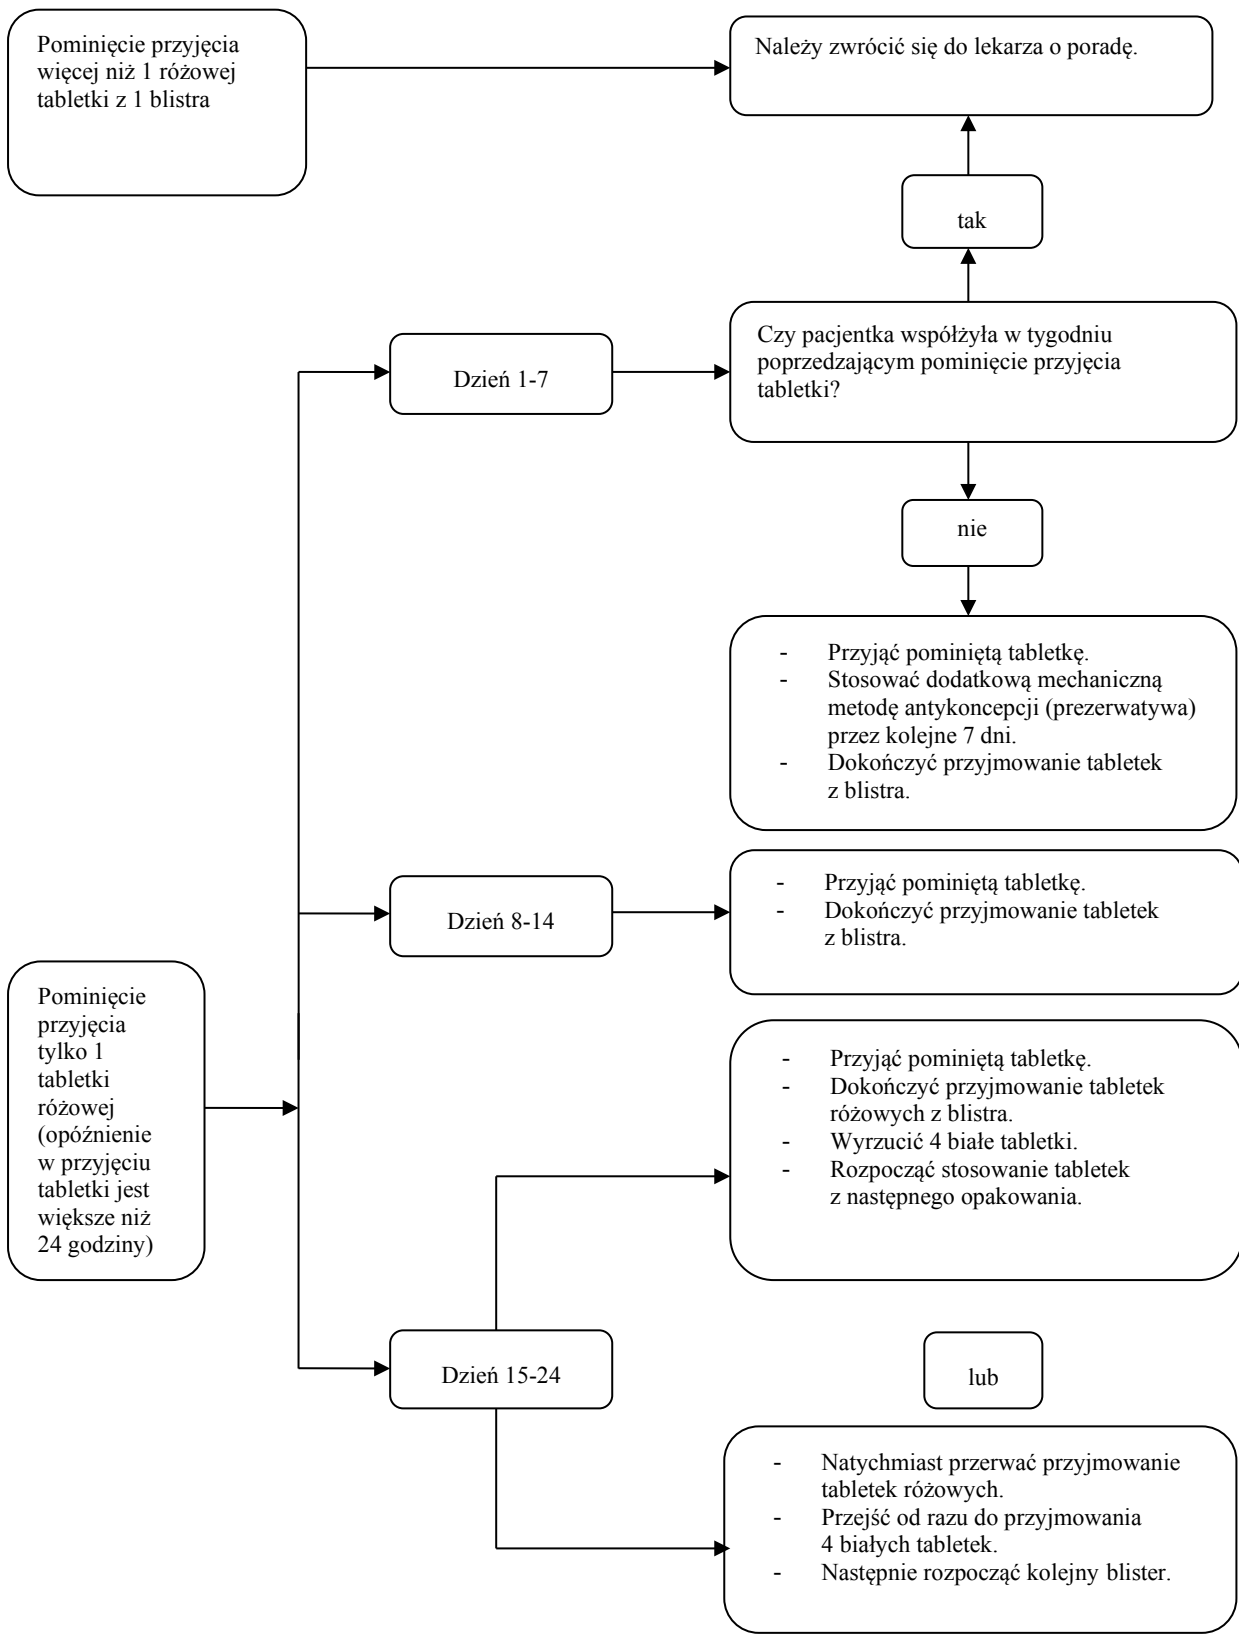 Pominięcie przyjęcia
więcej niż 1 różowej
tabletki z 1 blistra
Należy zwrócić się do lekarza o poradę.
tak
Dzień 1-7
Czy pacjentka współżyła w tygodniu
poprzedzającym pominięcie przyjęcia
tabletki?
nie
- Przyjąć pominiętą tabletkę.
- Stosować dodatkową mechaniczną
metodę antykoncepcji (prezerwatywa)
przez kolejne 7 dni.
- Dokończyć przyjmowanie tabletek
z blistra.
Dzień 8-14
- Przyjąć pominiętą tabletkę.
- Dokończyć przyjmowanie tabletek
z blistra.
Pominięcie
przyjęcia
tylko 1
tabletki
różowej
(opóźnienie
w przyjęciu
tabletki jest
większe niż
24 godziny)
- Przyjąć pominiętą tabletkę.
- Dokończyć przyjmowanie tabletek
różowych z blistra.
- Wyrzucić 4 białe tabletki.
- Rozpocząć stosowanie tabletek
z następnego opakowania.
Dzień 15-24
lub
- Natychmiast przerwać przyjmowanie
tabletek różowych.
- Przejść od razu do przyjmowania
4 białych tabletek.
- Następnie rozpocząć kolejny blister.